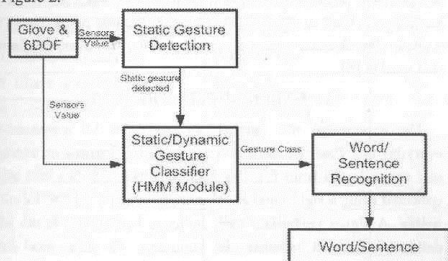 Figure 2.
Glove &
6DOF
Sensors
Value
Static Gesture
Detection
Static gesture
detected
Sensors
Value
Static/Dynamic
Gesture
Classifier
(HMM Module)
Gesture Class
Word/
Sentence
Recognition
Word/Sentence